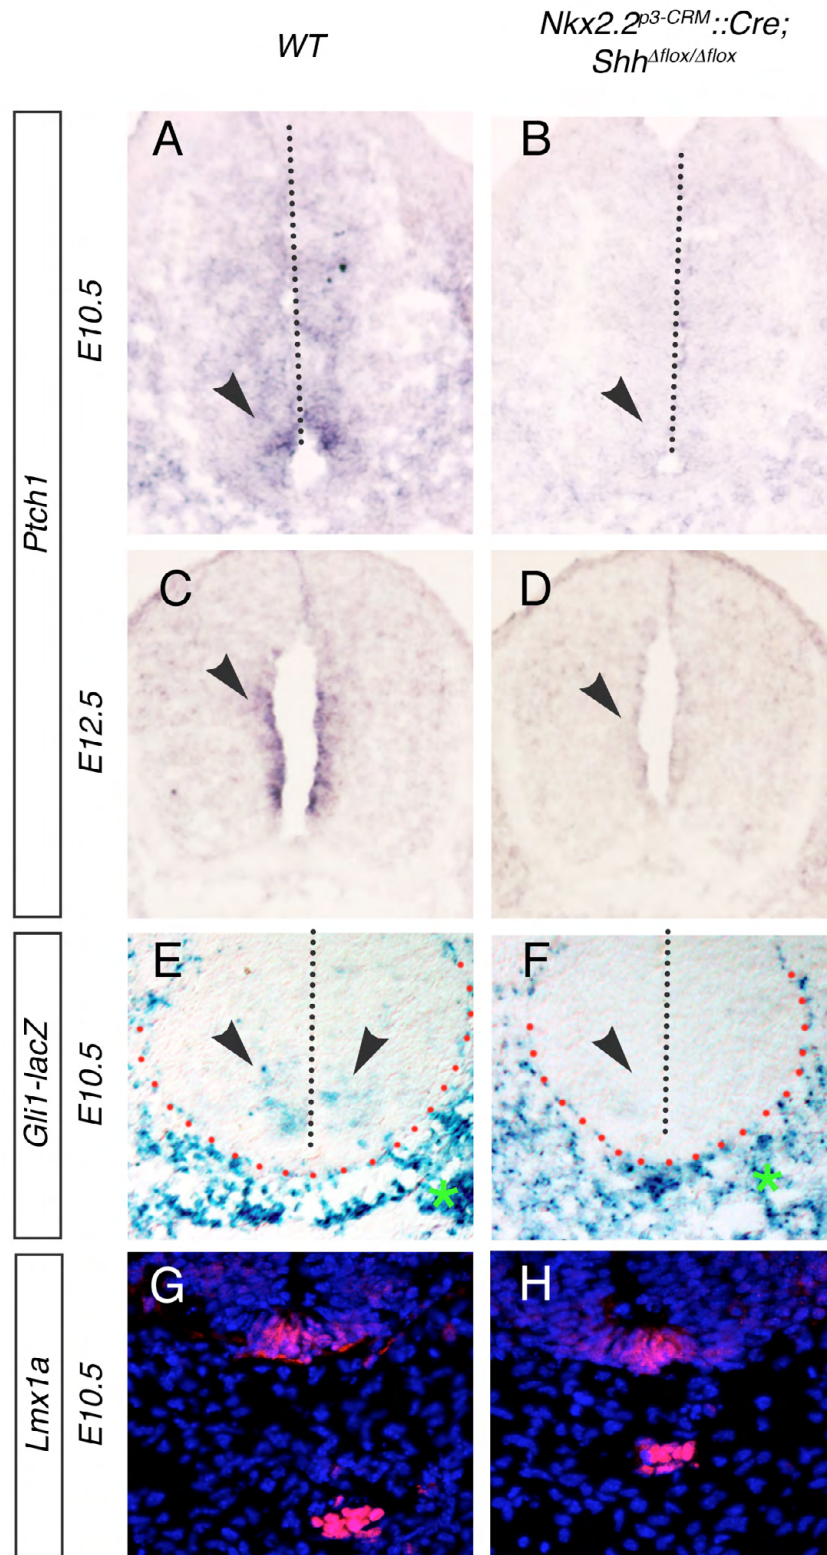 WT
Nkx2.2p3-CRM::Cre;
ShhΔflox/Δflox
Ptch1
E10.5
A
B
E12.5
C
D
Gli1-lacZ
E10.5
E
F
*
*
Lmx1a
E10.5
G
H